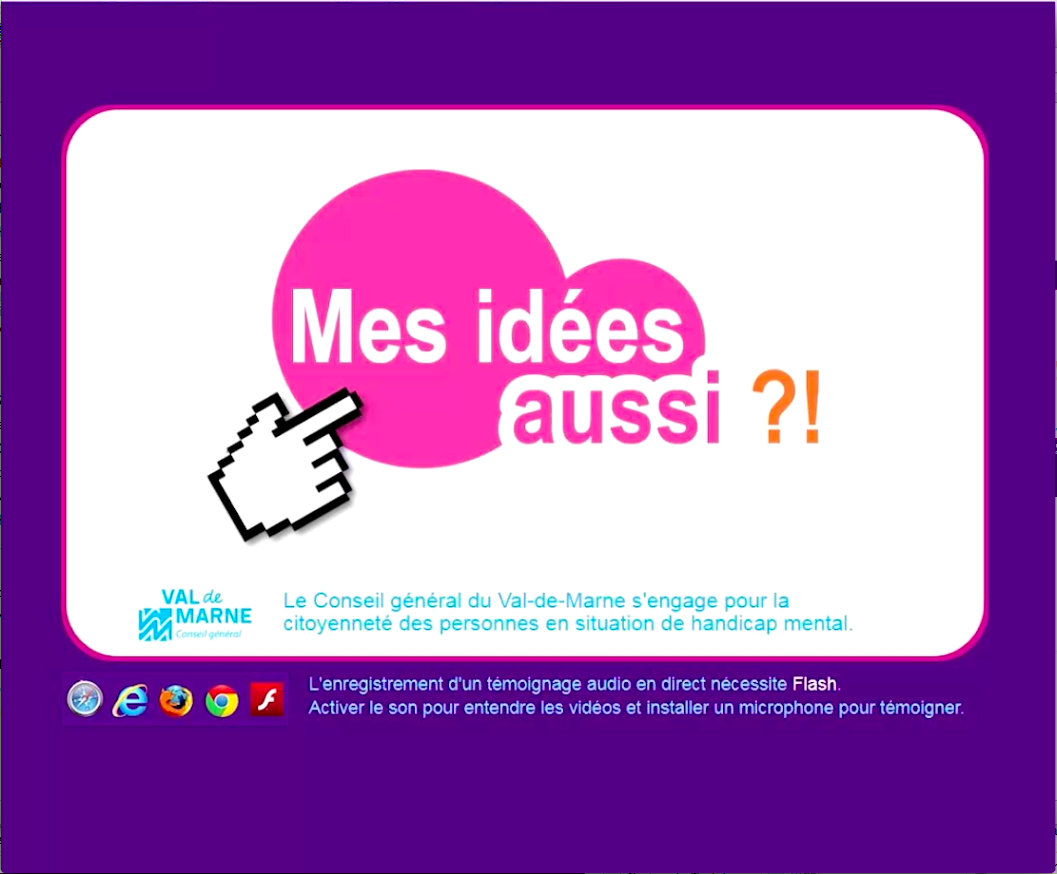 Mes idées
aussi ?!
VAL de
MARNE
Conseil général
Le Conseil général du Val-de-Marne s'engage pour la
citoyenneté des personnes en situation de handicap mental.
L'enregistrement d'un témoignage audio en direct nécessite Flash.
Activer le son pour entendre les vidéos et installer un microphone pour témoigner.